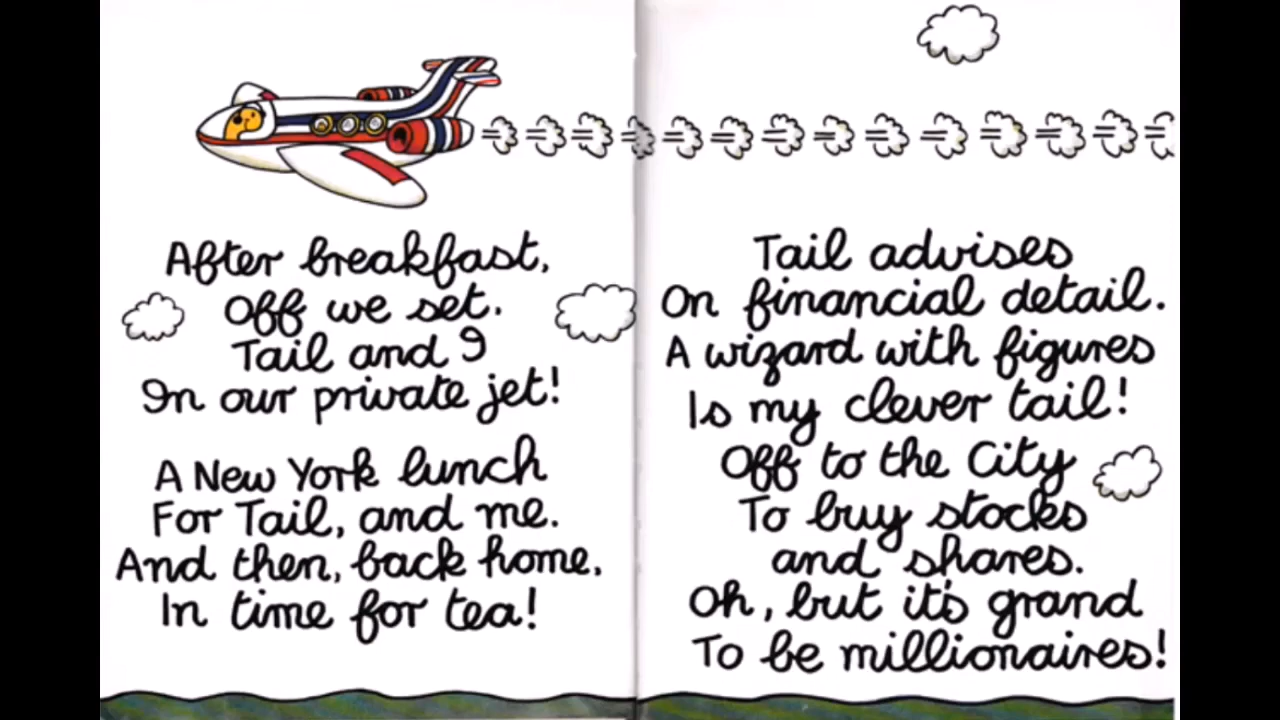 After breakfast,
Off we set.
Tail and I
In our private jet!
A New York lunch
For Tail, and me.
And then, back home,
In time for tea!
Tail advises
On financial detail.
A wizard with figures
Is my clever tail!
Off to the City
To buy stocks
and shares.
Oh, but it's grand
To be millionaires!